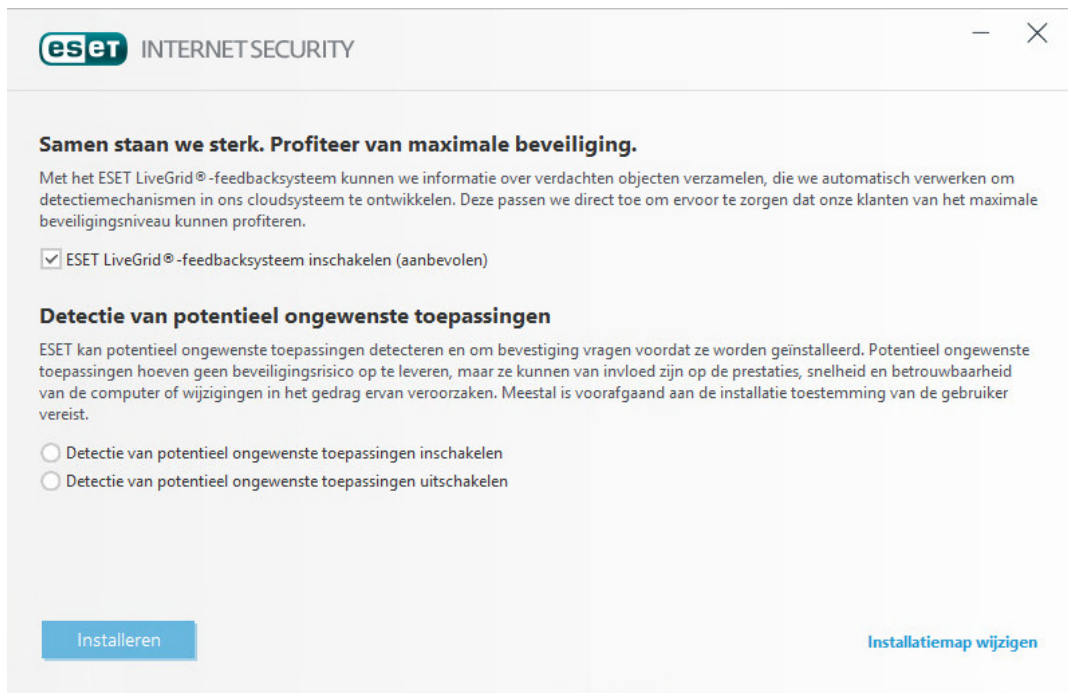 eset INTERNET SECURITY
Samen staan we sterk. Profiteer van maximale beveiliging.
Met het ESET LiveGrid®-feedbacksysteem kunnen we informatie over verdachten objecten verzamelen, die we automatisch verwerken om
detectiemechanismen in ons cloudsysteem te ontwikkelen. Deze passen we direct toe om ervoor te zorgen dat onze klanten van het maximale
beveiligingsniveau kunnen profiteren.
ESET LiveGrid®-feedbacksysteem inschakelen (aanbevolen)
Detectie van potentieel ongewenste toepassingen
ESET kan potentieel ongewenste toepassingen detecteren en om bevestiging vragen voordat ze worden geïnstalleerd. Potentieel ongewenste
toepassingen hoeven geen beveiligingsrisico op te leveren, maar ze kunnen van invloed zijn op de prestaties, snelheid en betrouwbaarheid
van de computer of wijzigingen in het gedrag ervan veroorzaken. Meestal is voorafgaand aan de installatie toestemming van de gebruiker
vereist.
Detectie van potentieel ongewenste toepassingen inschakelen
Detectie van potentieel ongewenste toepassingen uitschakelen
Installeren
Installatiemap wijzigen